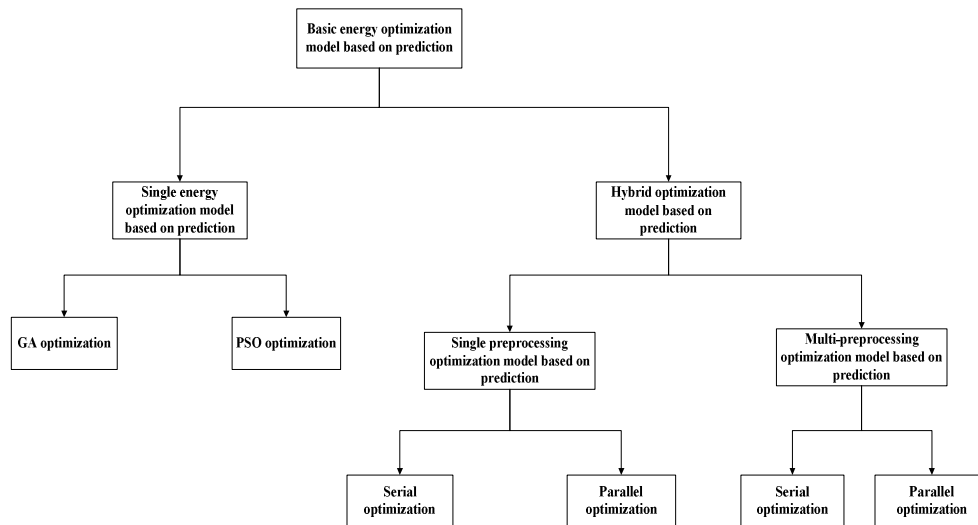 Basic energy optimization
model based on prediction
Single energy
optimization model
based on prediction
Hybrid optimization
model based on
prediction
GA optimization
PSO optimization
Single preprocessing
optimization model based on
prediction
Multi-preprocessing
optimization model based on
prediction
Serial
optimization
Parallel
optimization
Serial
optimization
Parallel
optimization